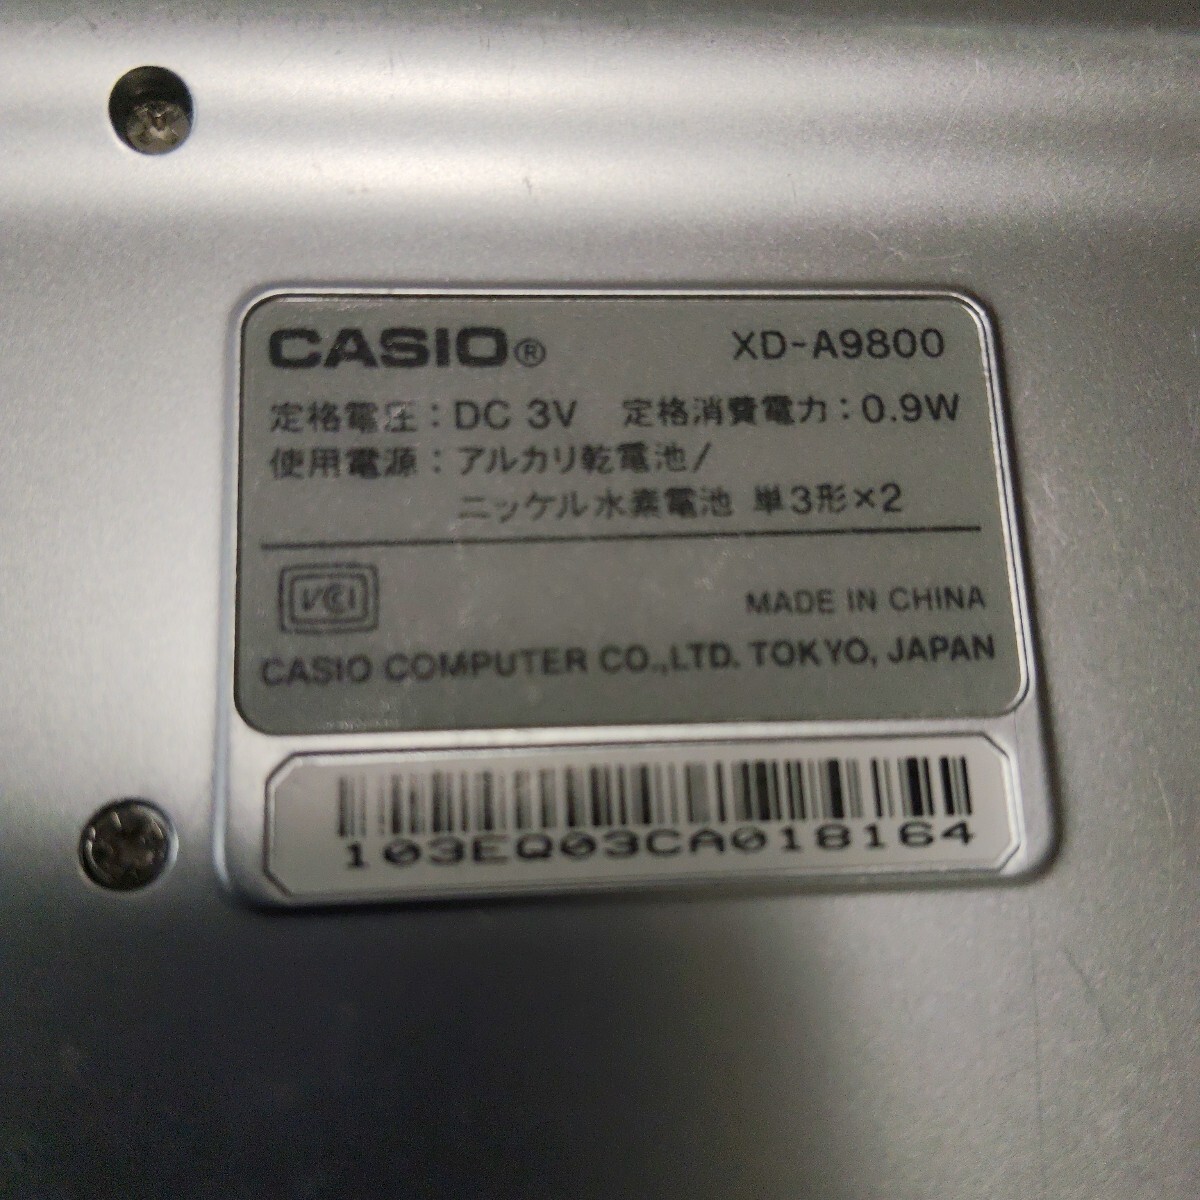 CASIO® XD-A9800
定格電圧：DC 3V 定格消費電力：0.9W
使用電源：アルカリ乾電池/
ニッケル水素電池 単3形×2
VCCI
MADE IN CHINA
CASIO COMPUTER CO.,LTD. TOKYO, JAPAN
103EQ03CA018164